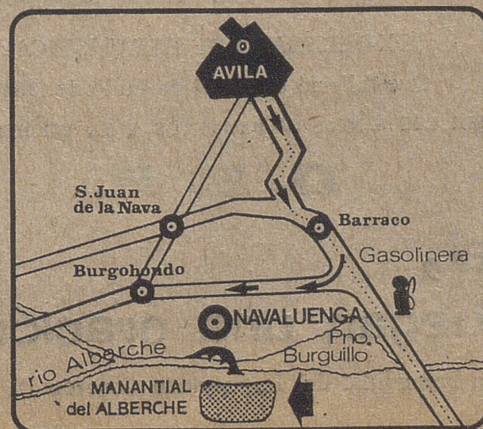 AVILA
S. Juan
de la Nava
Barraco
Gasolinera
Burgohondo
NAVALUENGA
Pno.
Burguillo
rio Alberche
MANANTIAL
del ALBERCHE